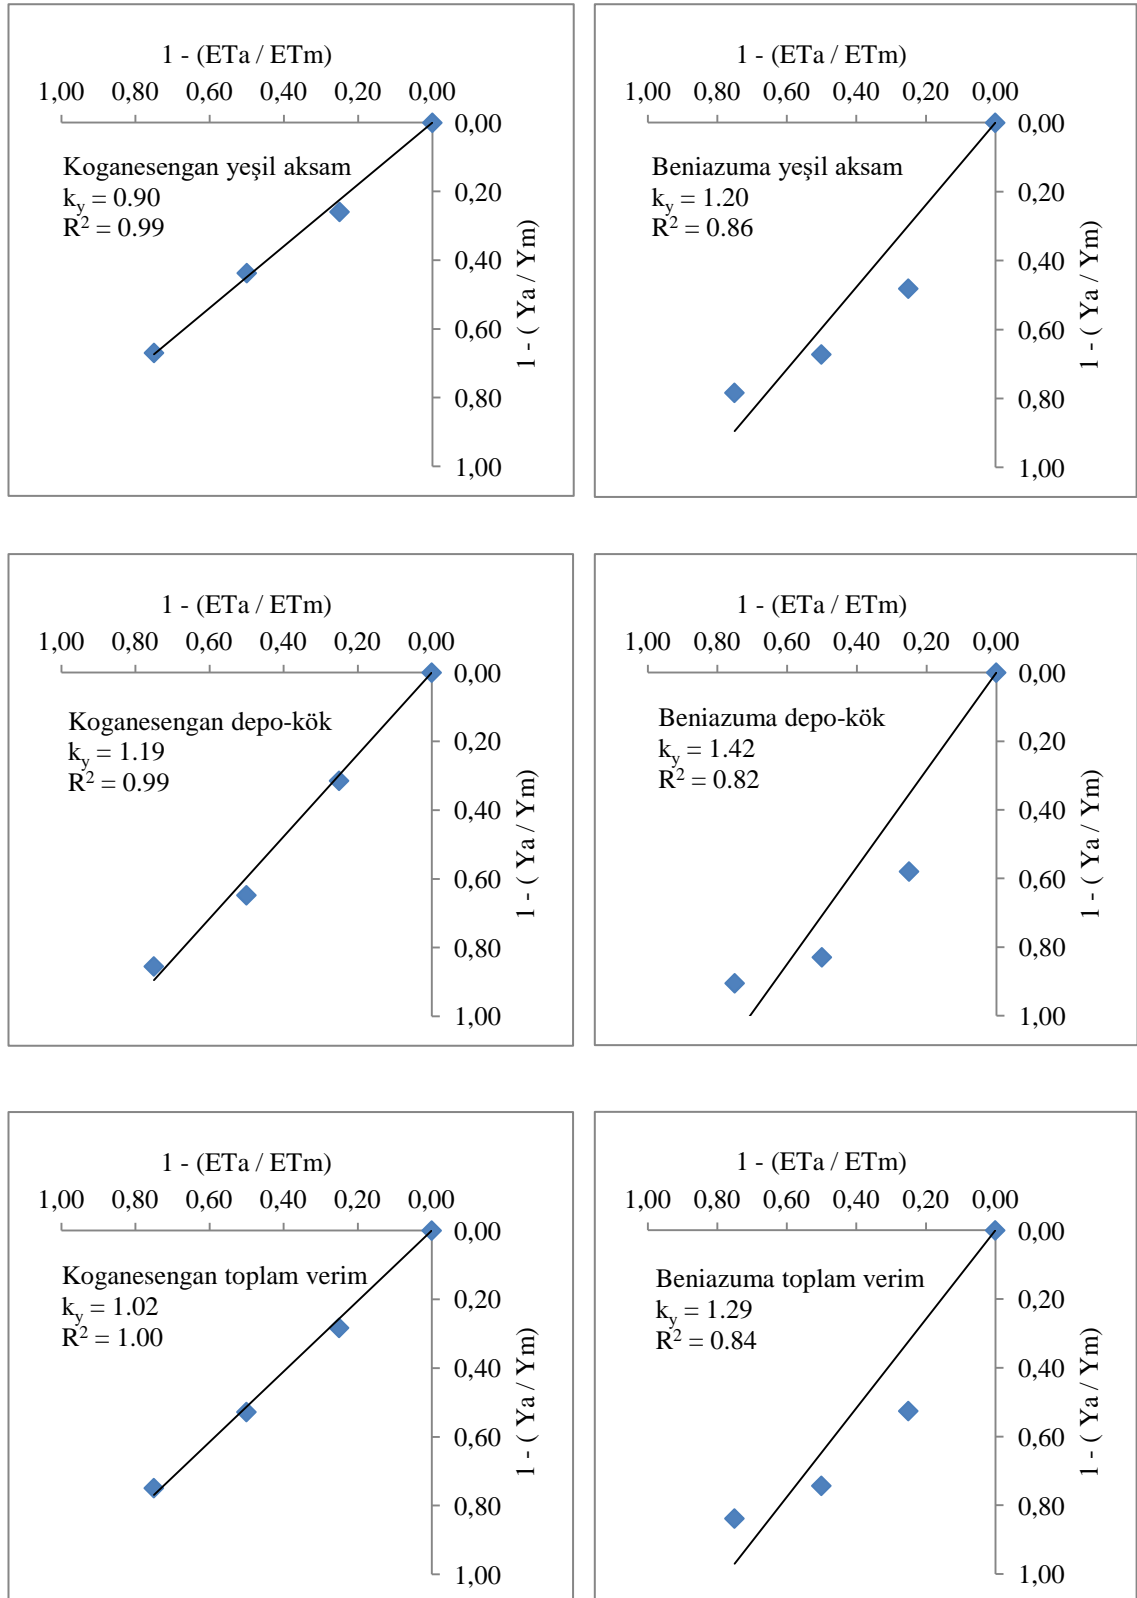 1 - (ETa / ETm)
1,00 0,80 0,60 0,40 0,20 0,00
0,00
0,20
0,40
0,60
0,80
1,00
1 - ( Ya / Ym)
Koganesengan yeşil aksam
ky = 0.90
R2 = 0.99
1 - (ETa / ETm)
1,00 0,80 0,60 0,40 0,20 0,00
0,00
0,20
0,40
0,60
0,80
1,00
1 - ( Ya / Ym)
Beniazuma yeşil aksam
ky = 1.20
R2 = 0.86
1 - (ETa / ETm)
1,00 0,80 0,60 0,40 0,20 0,00
0,00
0,20
0,40
0,60
0,80
1,00
1 - ( Ya / Ym)
Koganesengan depo-kök
ky = 1.19
R2 = 0.99
1 - (ETa / ETm)
1,00 0,80 0,60 0,40 0,20 0,00
0,00
0,20
0,40
0,60
0,80
1,00
1 - ( Ya / Ym)
Beniazuma depo-kök
ky = 1.42
R2 = 0.82
1 - (ETa / ETm)
1,00 0,80 0,60 0,40 0,20 0,00
0,00
0,20
0,40
0,60
0,80
1,00
1 - ( Ya / Ym)
Koganesengan toplam verim
ky = 1.02
R2 = 1.00
1 - (ETa / ETm)
1,00 0,80 0,60 0,40 0,20 0,00
0,00
0,20
0,40
0,60
0,80
1,00
1 - ( Ya / Ym)
Beniazuma toplam verim
ky = 1.29
R2 = 0.84